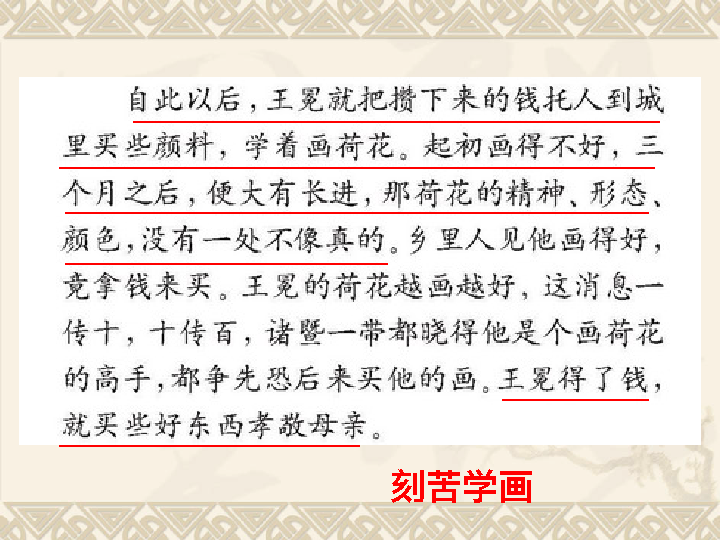 自此以后，王冕就把攒下来的钱托人到城
里买些颜料，学着画荷花。起初画得不好，三
个月之后，便大有长进，那荷花的精神、形态、
颜色，没有一处不像真的。乡里人见他画得好，
竟拿钱来买。王冕的荷花越画越好，这消息一
传十，十传百，诸暨一带都晓得他是个画荷花
的高手，都争先恐后来买他的画。王冕得了钱，
就买些好东西孝敬母亲。
刻苦学画